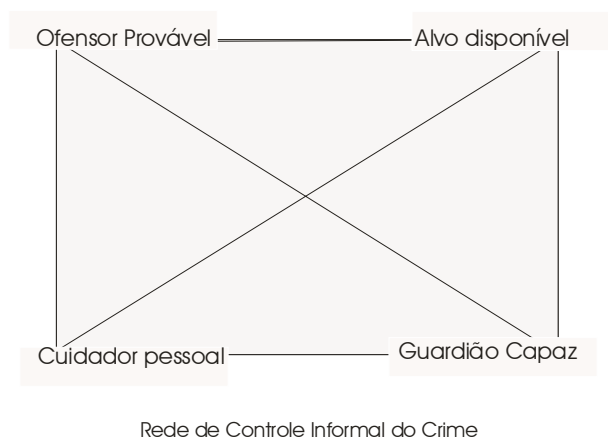 Ofensor Provável
Alvo disponível
Cuidador pessoal
Guardião Capaz
Rede de Controle Informal do Crime